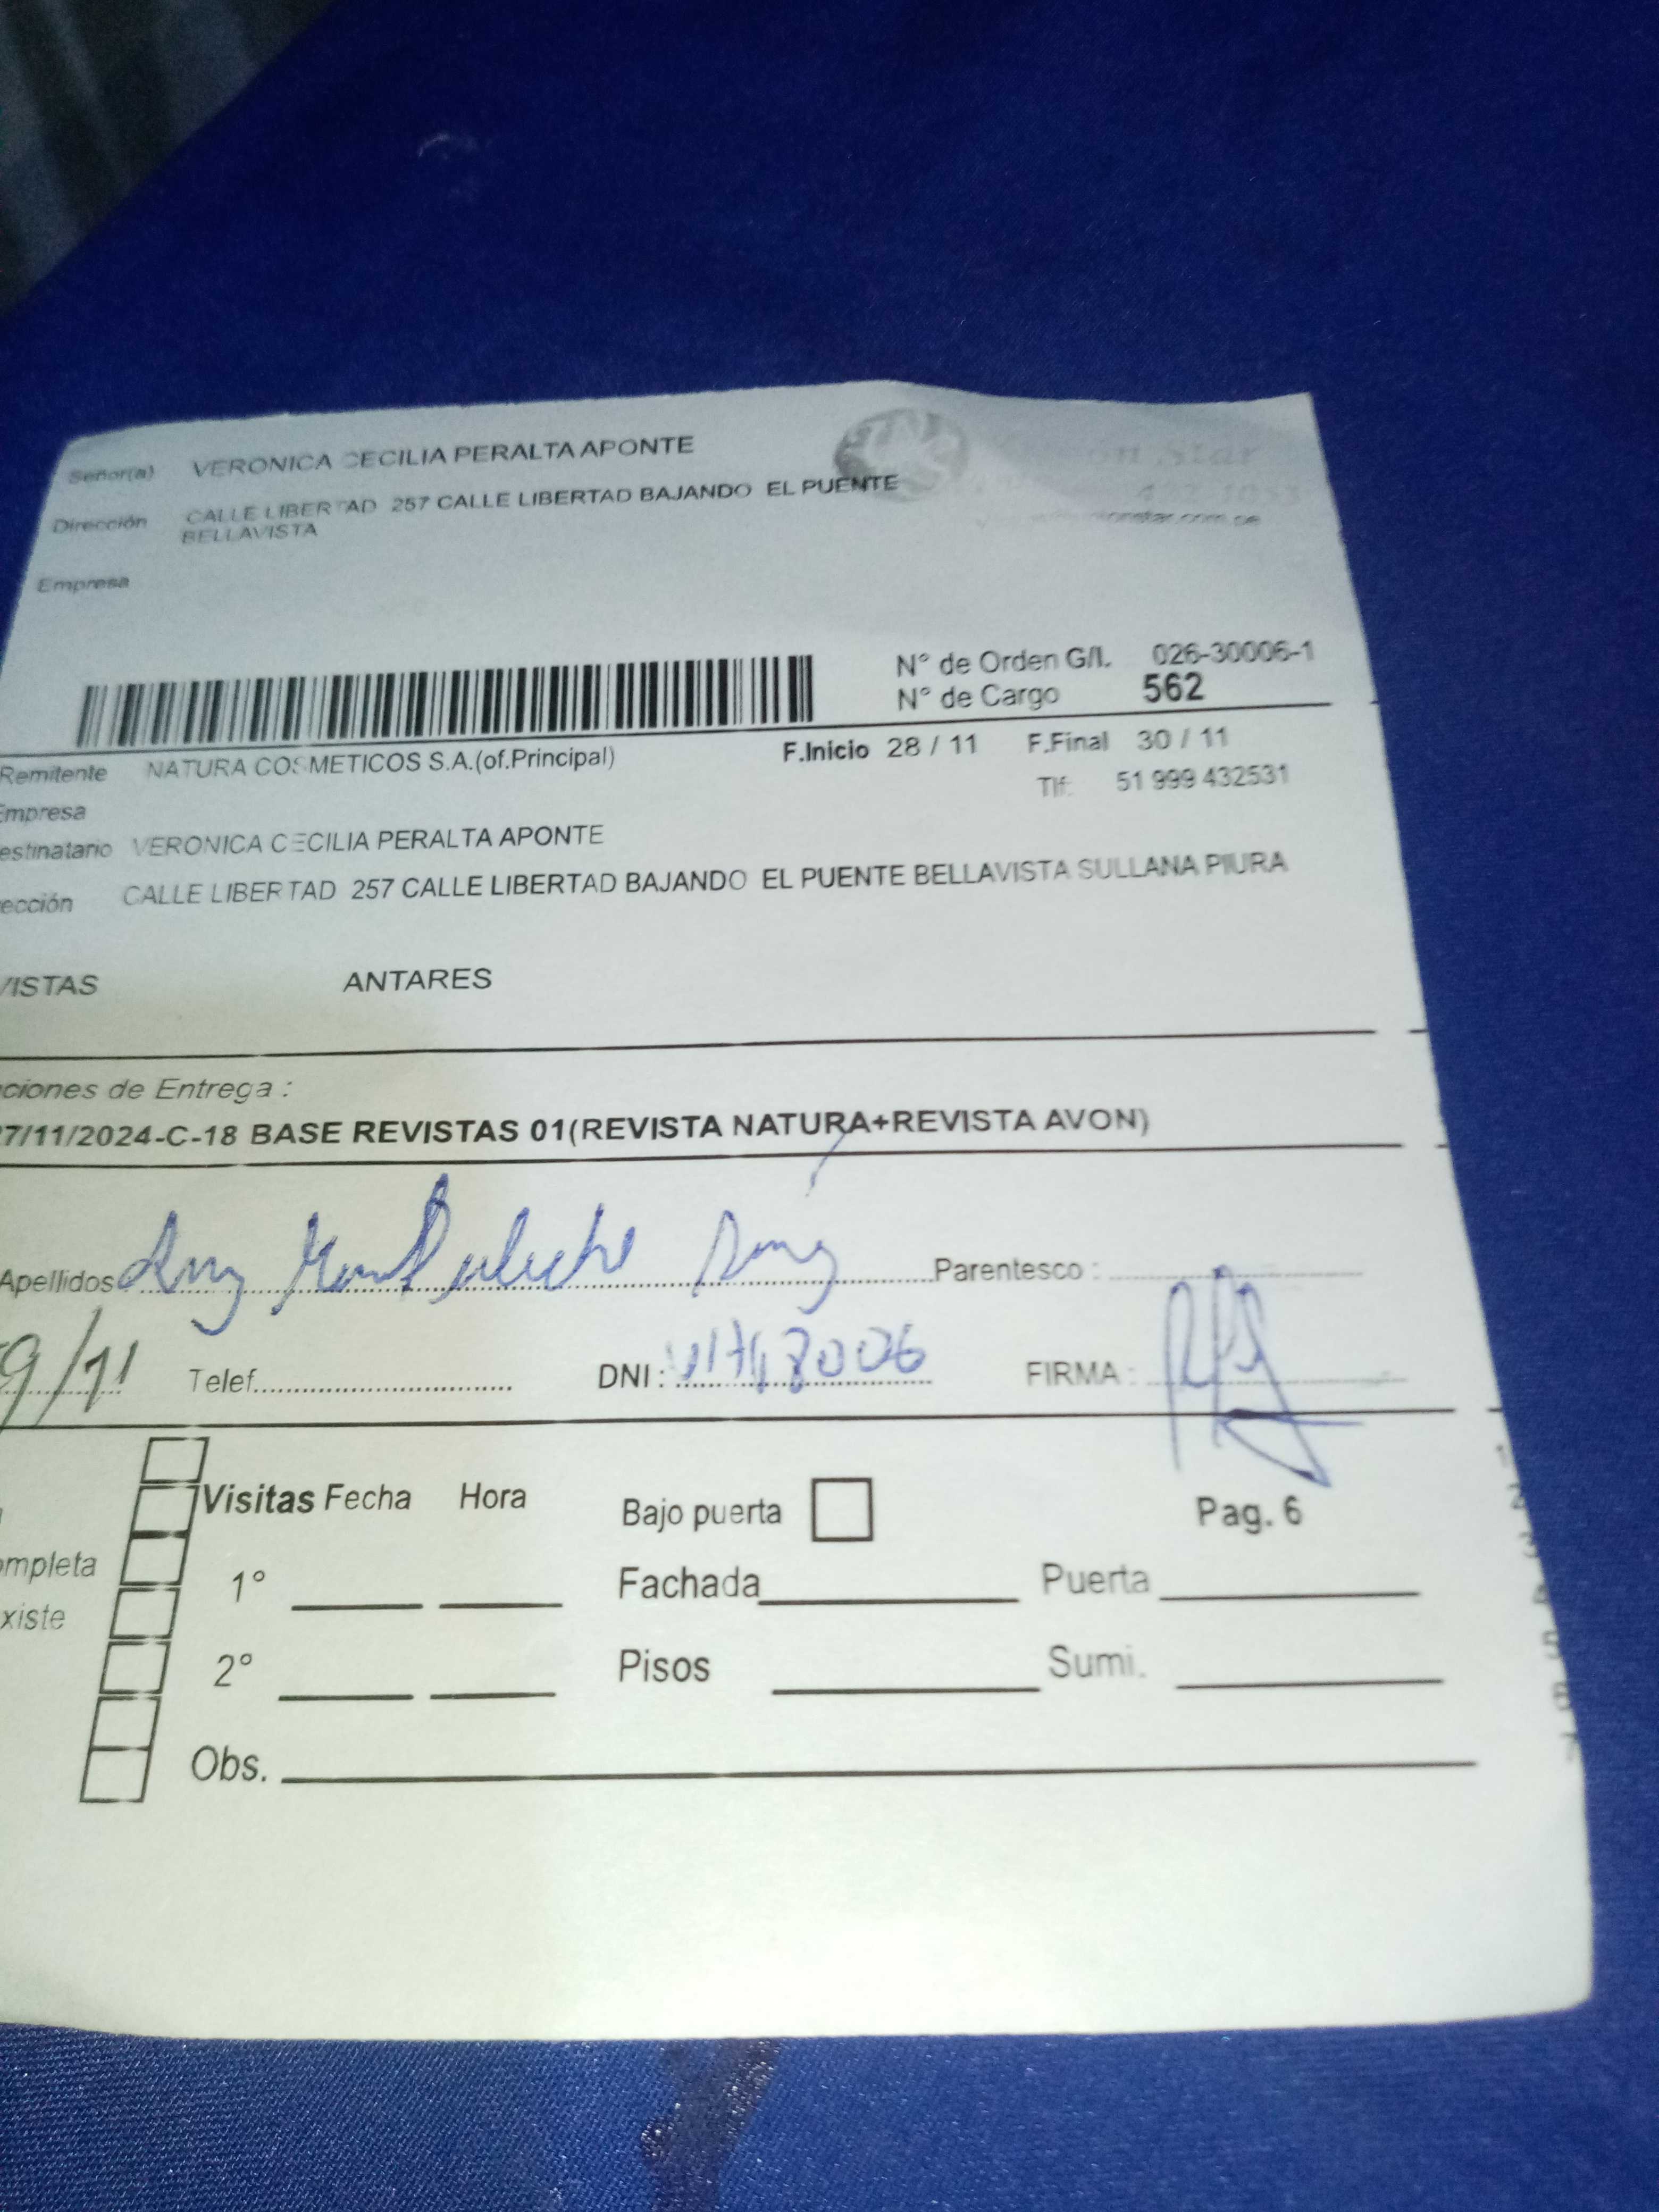 Señor(a) VERONICA CECILIA PERALTA APONTE
Dirección CALLE LIBERTAD 257 CALLE LIBERTAD BAJANDO EL PUENTE
BELLAVISTA
Empresa
N° de Orden G/I. 026-30006-1
N° de Cargo 562
Remitente NATURA COSMETICOS S.A.(of.Principal) F.Inicio 28 / 11 F.Final 30 / 11
Empresa Tlf: 51 999 432531
estinatario VERONICA CECILIA PERALTA APONTE
ección CALLE LIBERTAD 257 CALLE LIBERTAD BAJANDO EL PUENTE BELLAVISTA SULLANA PIURA
VISTAS ANTARES
ciones de Entrega :
7/11/2024-C-18 BASE REVISTAS 01(REVISTA NATURA+REVISTA AVON)
Apellidos Parentesco :
9/11 Telef. DNI : FIRMA :
Visitas Fecha Hora Bajo puerta Pag. 6
ompleta 1° Fachada Puerta
xiste
2° Pisos Sumi.
Obs.